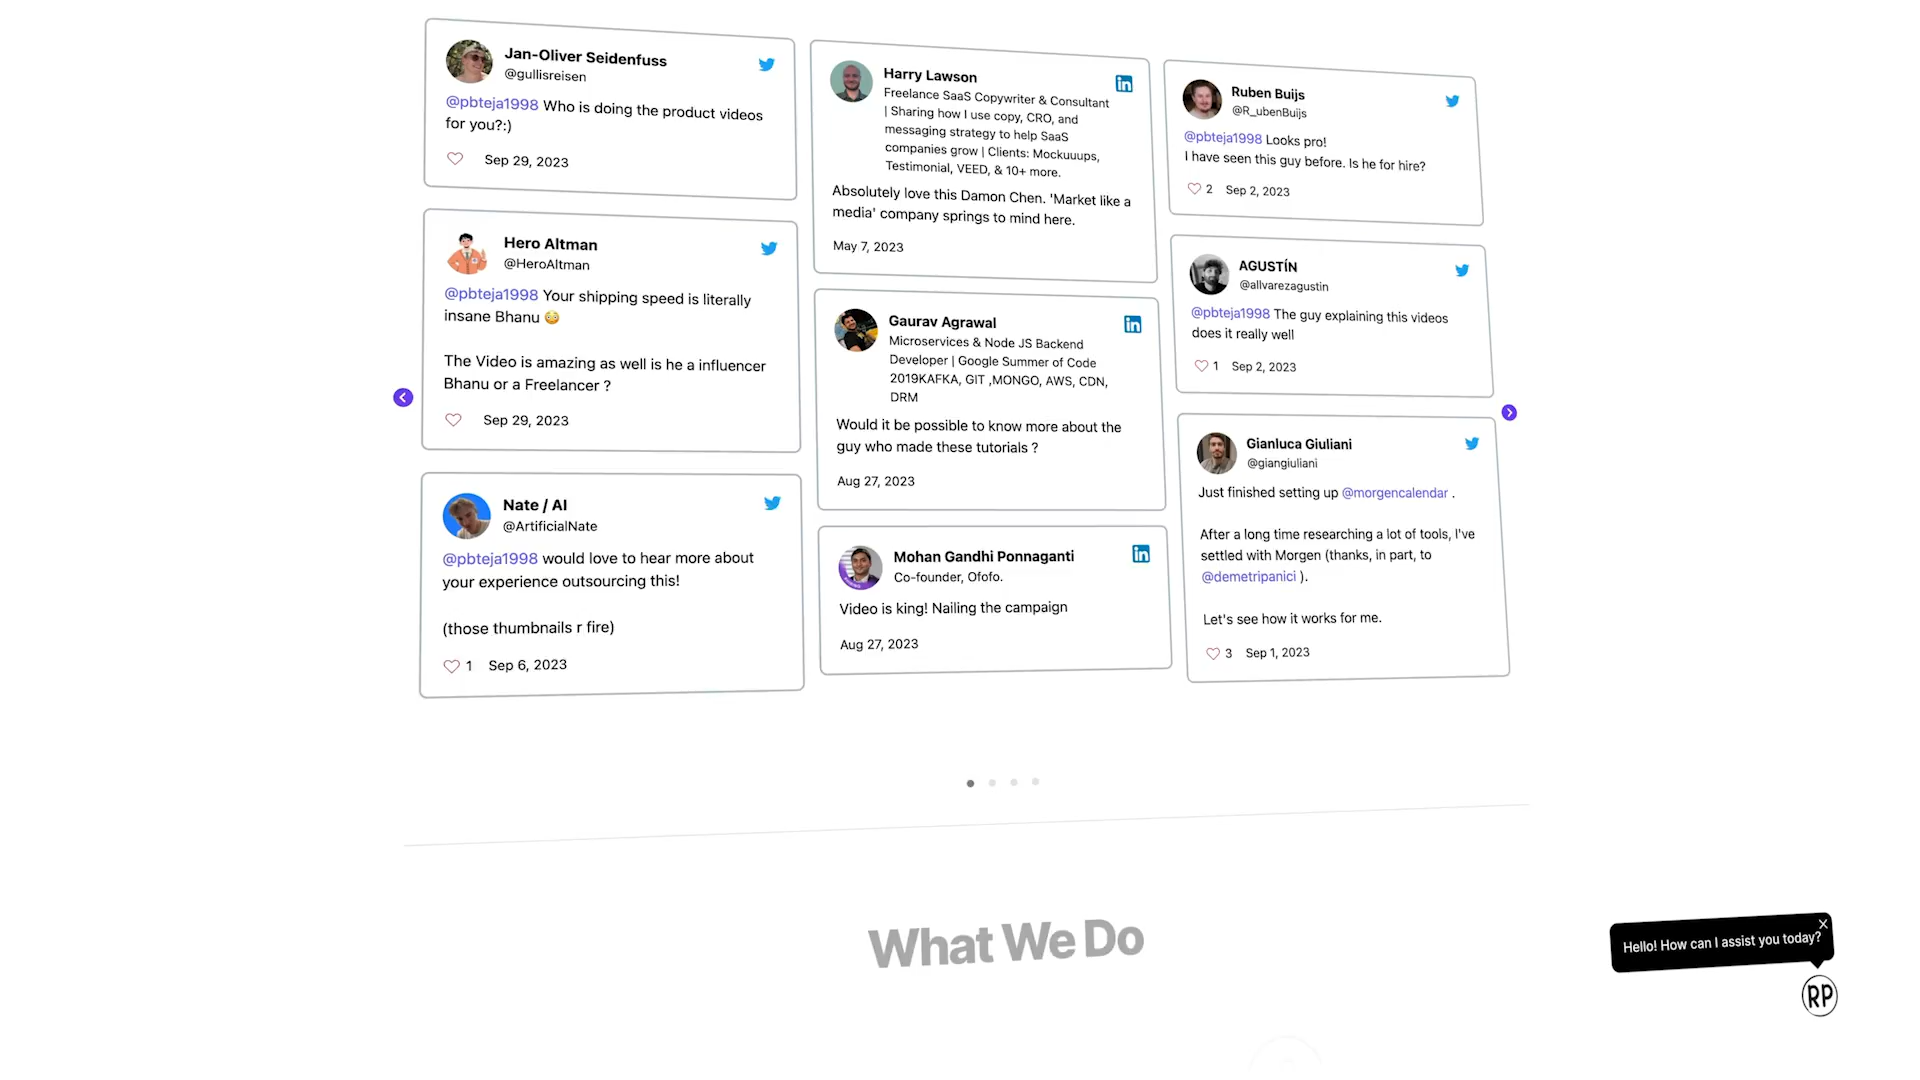 Jan-Oliver Seidenfuss
@gullisreisen
@pbteja1998 Who is doing the product videos
for you?:)
Sep 29, 2023
Hero Altman
@HeroAltman
@pbteja1998 Your shipping speed is literally
insane Bhanu 😳
The Video is amazing as well is he a influencer
Bhanu or a Freelancer ?
Sep 29, 2023
Nate / AI
@ArtificialNate
@pbteja1998 would love to hear more about
your experience outsourcing this!
(those thumbnails r fire)
1 Sep 6, 2023
Harry Lawson
Freelance SaaS Copywriter & Consultant
| Sharing how I use copy, CRO, and
messaging strategy to help SaaS
companies grow | Clients: Mockuuups,
Testimonial, VEED, & 10+ more.
Absolutely love this Damon Chen. 'Market like a
media' company springs to mind here.
May 7, 2023
Gaurav Agrawal
Microservices & Node JS Backend
Developer | Google Summer of Code
2019KAFKA, GIT ,MONGO, AWS, CDN,
DRM
Would it be possible to know more about the
guy who made these tutorials ?
Aug 27, 2023
Mohan Gandhi Ponnaganti
Co-founder, Ofofo.
Video is king! Nailing the campaign
Aug 27, 2023
Ruben Buijs
@R_ubenBuijs
@pbteja1998 Looks pro!
I have seen this guy before. Is he for hire?
2 Sep 2, 2023
AGUSTÍN
@allvarezagustin
@pbteja1998 The guy explaining this videos
does it really well
1 Sep 2, 2023
Gianluca Giuliani
@giangiuliani
Just finished setting up @morgencalendar .
After a long time researching a lot of tools, I've
settled with Morgen (thanks, in part, to
@demetripanici ).
Let's see how it works for me.
3 Sep 1, 2023
What We Do
Hello! How can I assist you today?
RP